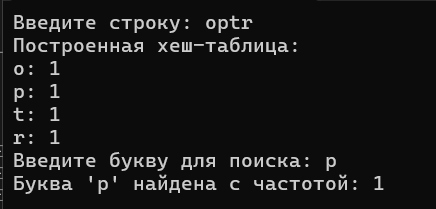 Введите строку: optr
Построенная хеш-таблица:
o: 1
p: 1
t: 1
r: 1
Введите букву для поиска: p
Буква 'p' найдена с частотой: 1